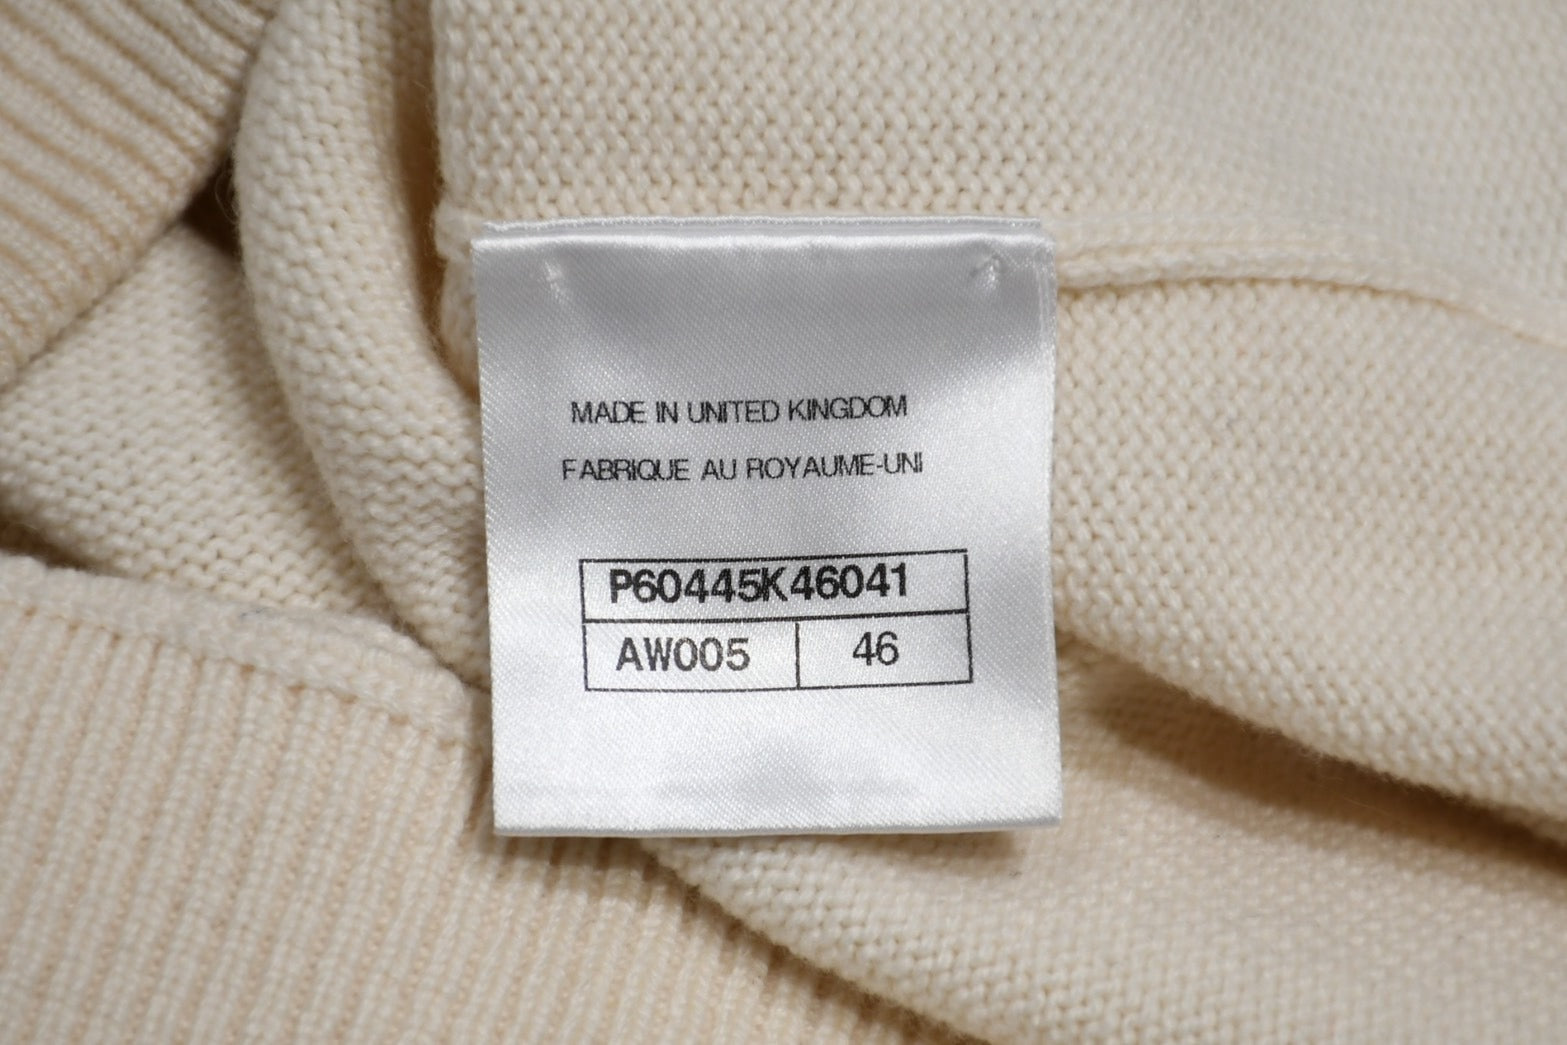 MADE IN UNITED KINGDOM
FABRIQUE AU ROYAUME-UNI
P60445K46041
AW005 46